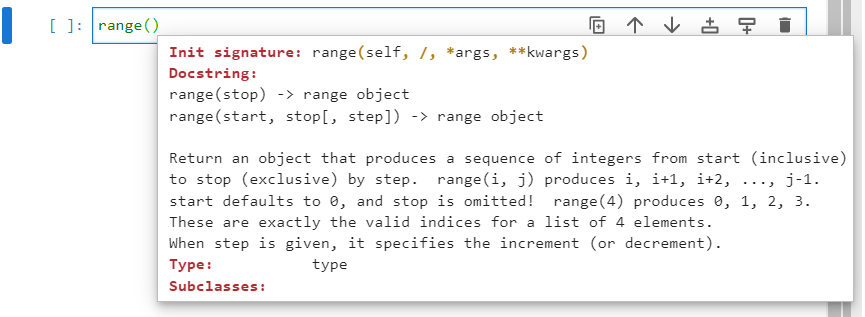 [ ]: range()
Init signature: range(self, /, *args, **kwargs)
Docstring:
range(stop) -> range object
range(start, stop[, step]) -> range object
Return an object that produces a sequence of integers from start (inclusive)
to stop (exclusive) by step.  range(i, j) produces i, i+1, i+2, ..., j-1.
start defaults to 0, and stop is omitted!  range(4) produces 0, 1, 2, 3.
These are exactly the valid indices for a list of 4 elements.
When step is given, it specifies the increment (or decrement).
Type:           type
Subclasses: